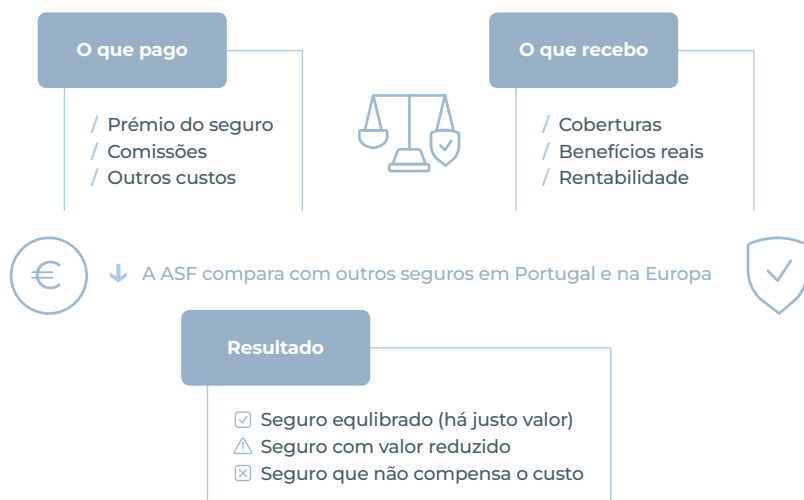 O que pago
/ Prémio do seguro
/ Comissões
/ Outros custos
O que recebo
/ Coberturas
/ Benefícios reais
/ Rentabilidade
€
A ASF compara com outros seguros em Portugal e na Europa
Resultado
Seguro equlibrado (há justo valor)
Seguro com valor reduzido
Seguro que não compensa o custo